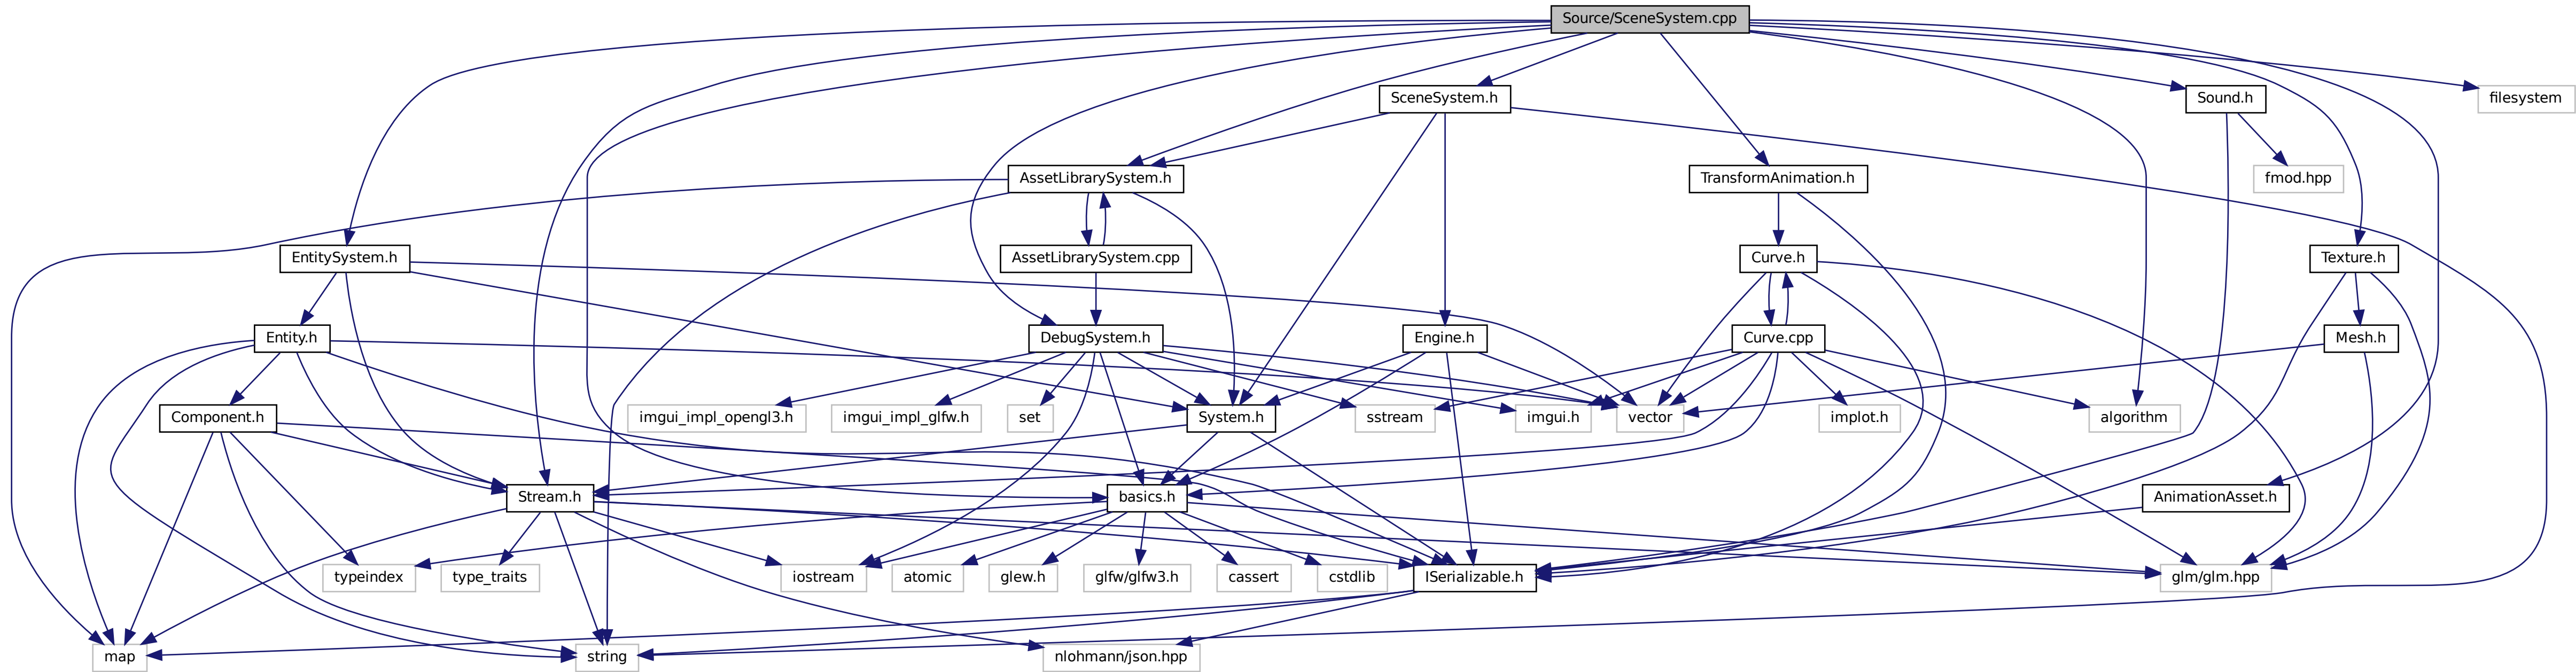 Source/SceneSystem.cpp
SceneSystem.h
Sound.h
filesystem
AssetLibrarySystem.h
TransformAnimation.h
fmod.hpp
EntitySystem.h
AssetLibrarySystem.cpp
Curve.h
Texture.h
Entity.h
DebugSystem.h
Engine.h
Curve.cpp
Mesh.h
Component.h
imgui_impl_opengl3.h
imgui_impl_glfw.h
set
System.h
sstream
imgui.h
vector
implot.h
algorithm
Stream.h
basics.h
AnimationAsset.h
typeindex
type_traits
iostream
atomic
glew.h
glfw/glfw3.h
cassert
cstdlib
ISerializable.h
glm/glm.hpp
map
string
nlohmann/json.hpp